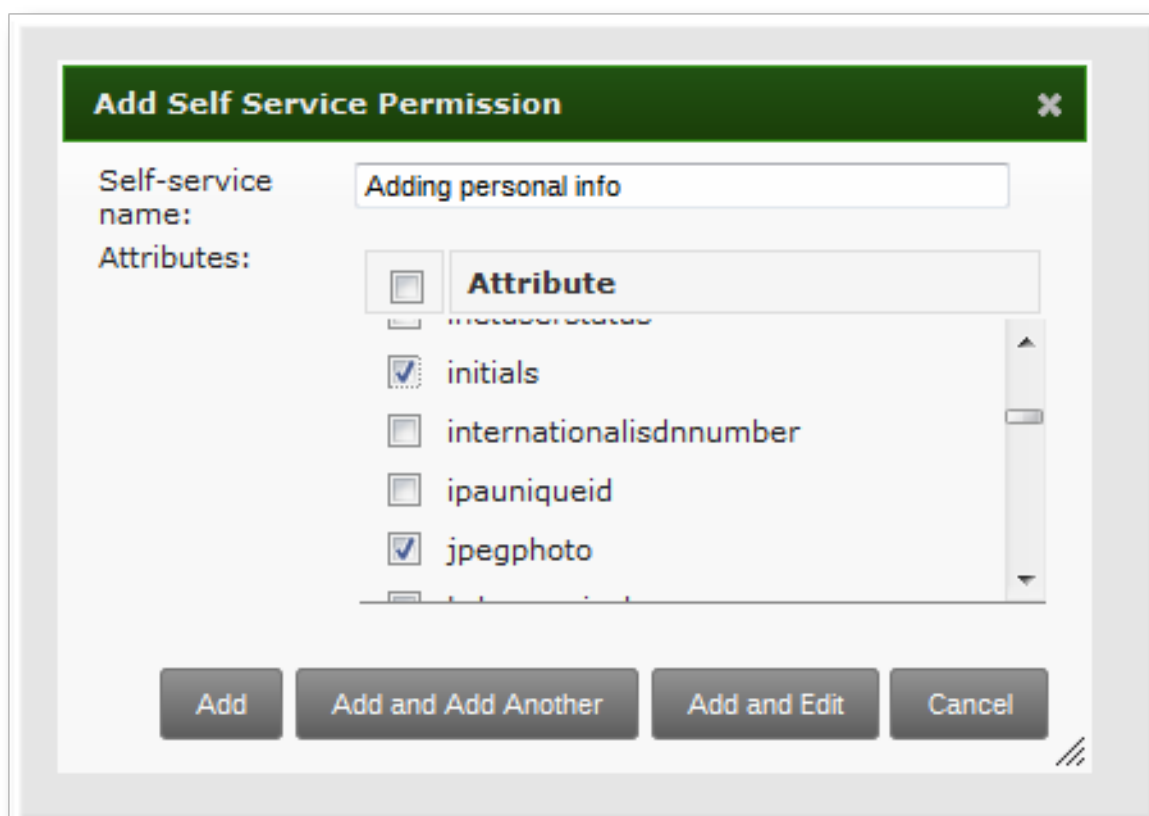 Add Self Service Permission
Self-service
name:
Adding personal info
Attributes:
Attribute
inetuserstatus
initials
internationalisdnnumber
ipauniqueid
jpegphoto
Add
Add and Add Another
Add and Edit
Cancel